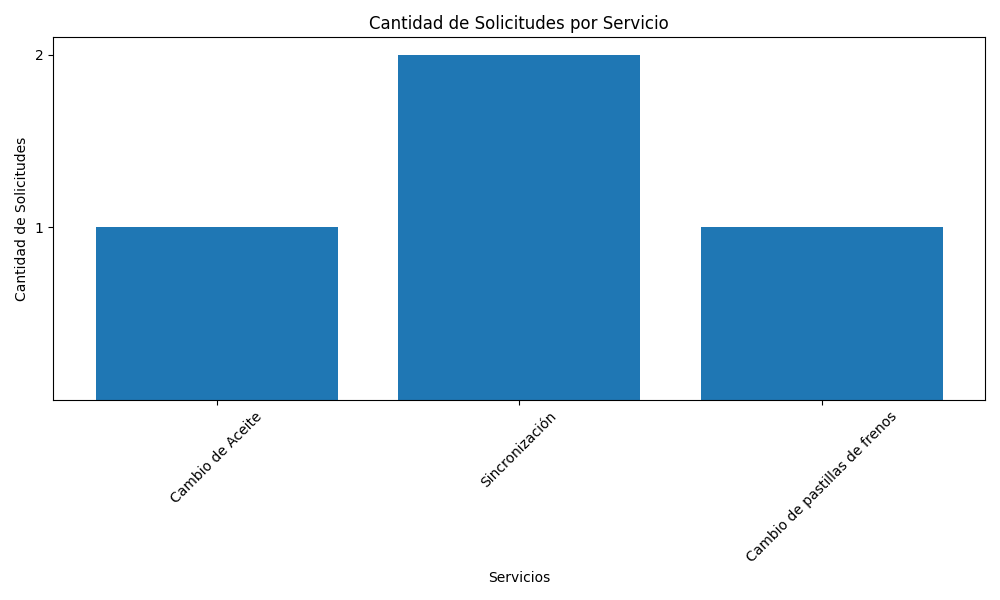 Cantidad de Solicitudes por Servicio
Cantidad de Solicitudes
2
1
Cambio de Aceite
Sincronización
Cambio de pastillas de frenos
Servicios